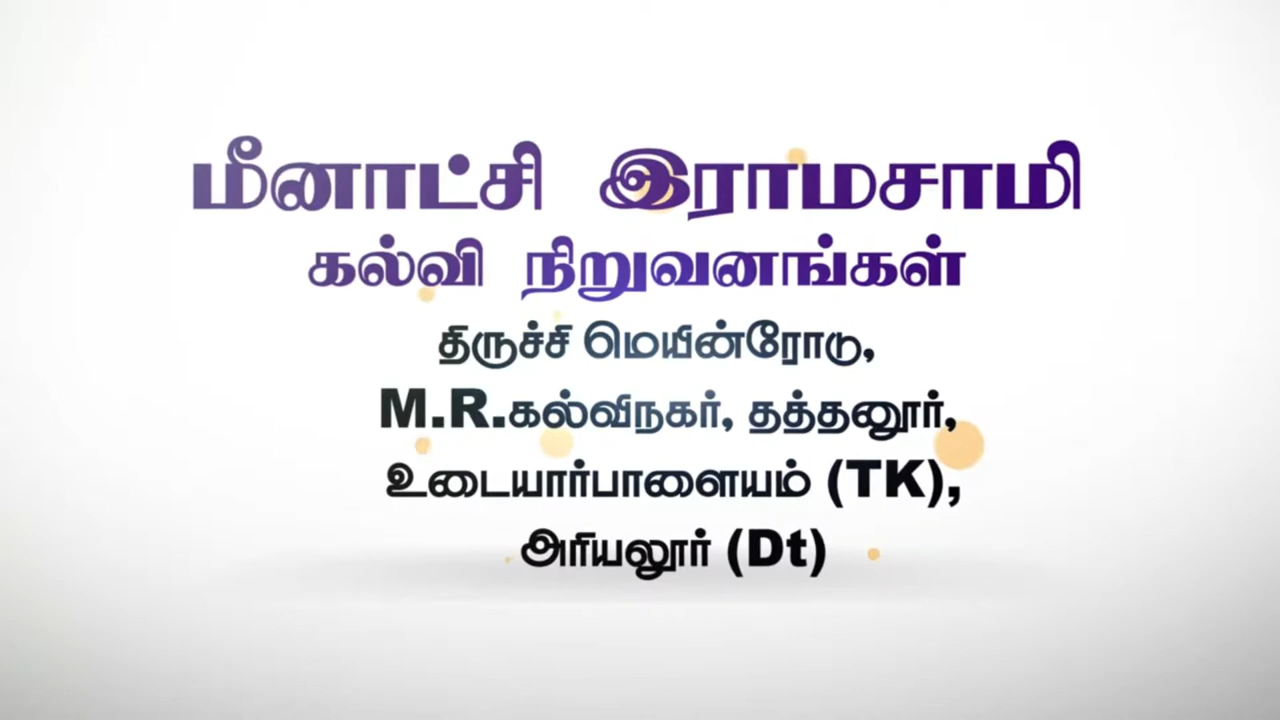 மீனாட்சி இராமசாமி
கல்வி நிறுவனங்கள்
திருச்சி மெயின்ரோடு,
M.R.கல்விநகர், தத்தனூர்,
உடையார்பாளையம் (TK),
அரியலூர் (Dt)